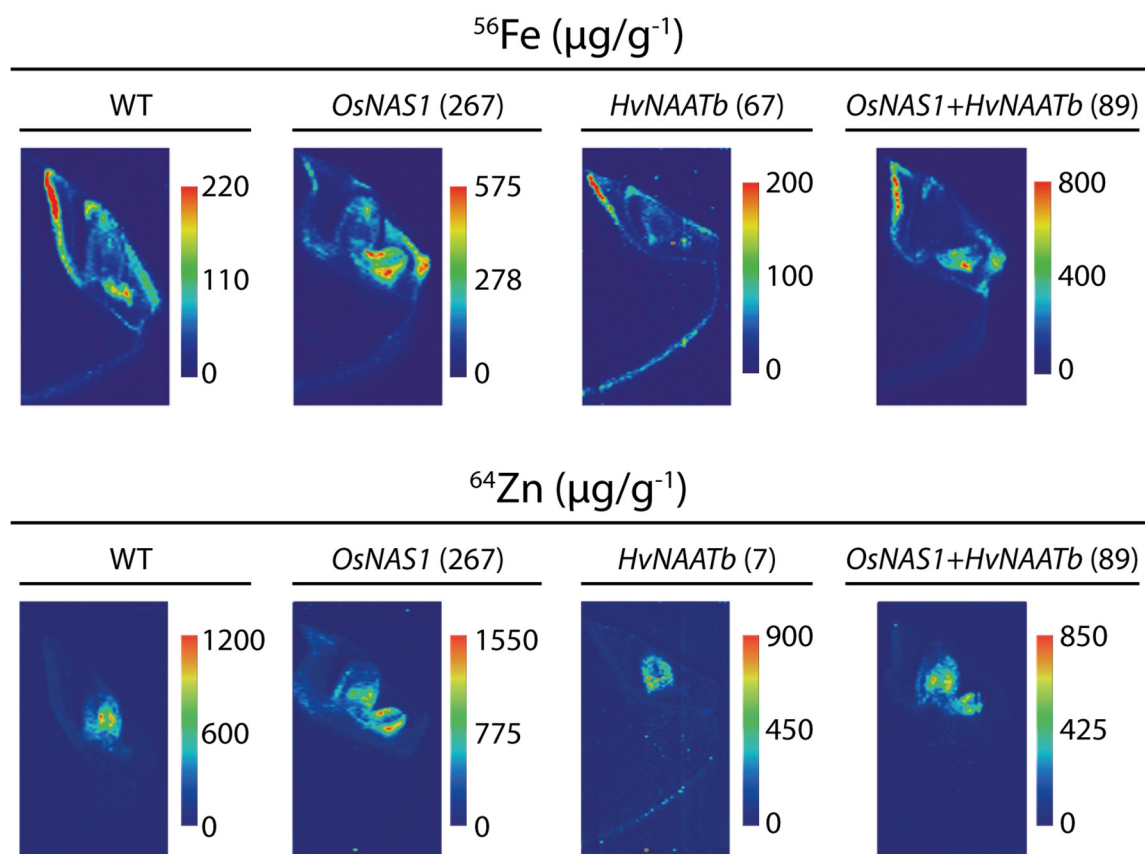 ⁵⁶Fe (µg/g⁻¹)
WT OsNAS1 (267) HvNAATb (67) OsNAS1+HvNAATb (89)
220 575 200 800
110 278 100 400
0 0 0 0
⁶⁴Zn (µg/g⁻¹)
WT OsNAS1 (267) HvNAATb (7) OsNAS1+HvNAATb (89)
1200 1550 900 850
600 775 450 425
0 0 0 0